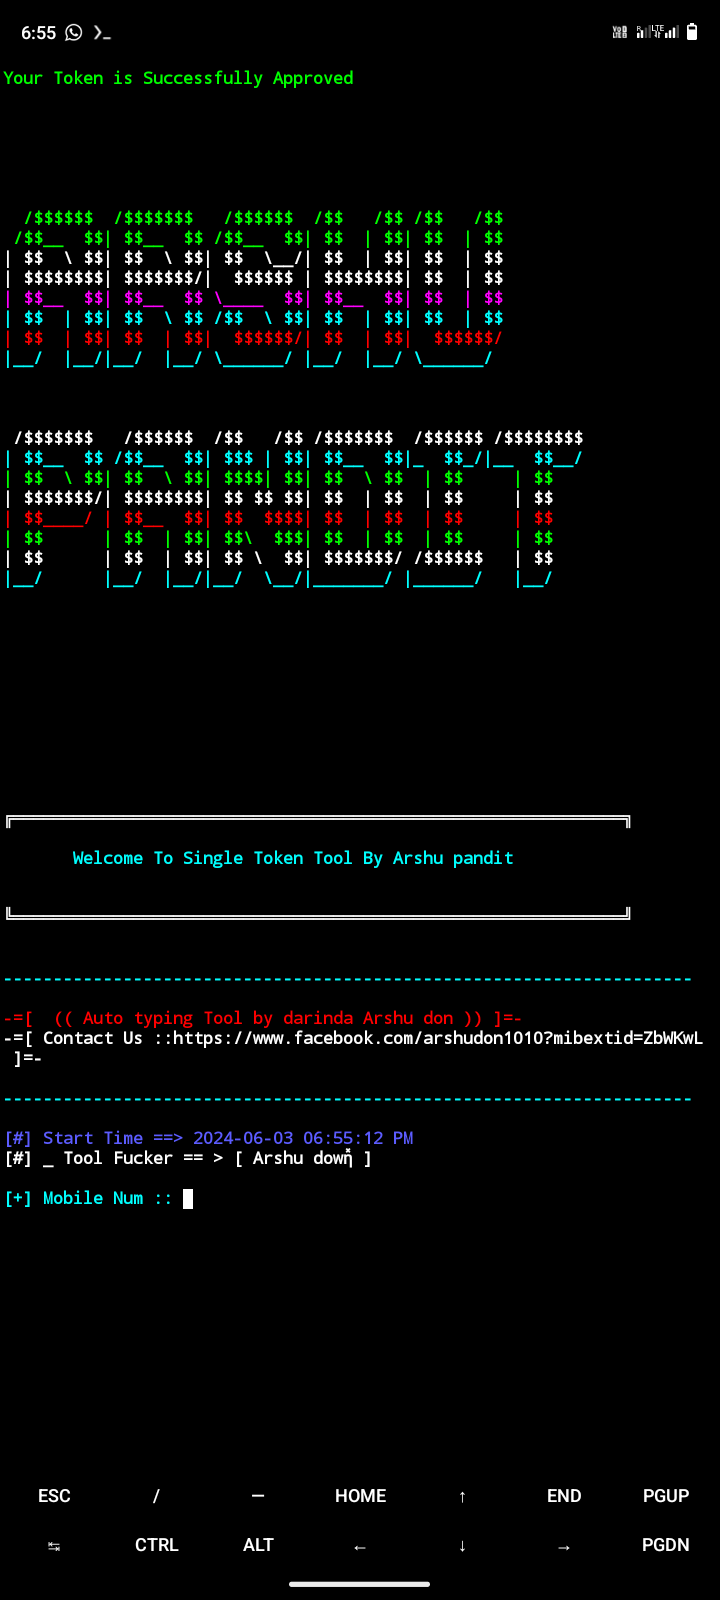 6:55
Your Token is Successfully Approved
  /$$$$$$  /$$$$$$$   /$$$$$$  /$$   /$$ /$$   /$$
 /$$__  $$| $$__  $$ /$$__  $$| $$  | $$| $$  | $$
| $$  \ $$| $$  \ $$| $$  \__/| $$  | $$| $$  | $$
| $$$$$$$$| $$$$$$$/|  $$$$$$ | $$$$$$$$| $$  | $$
| $$__  $$| $$__  $$ \____  $$| $$__  $$| $$  | $$
| $$  | $$| $$  \ $$ /$$  \ $$| $$  | $$| $$  | $$
| $$  | $$| $$  | $$|  $$$$$$/| $$  | $$|  $$$$$$/
|__/  |__/|__/  |__/ \______/ |__/  |__/ \______/
 /$$$$$$$   /$$$$$$  /$$   /$$ /$$$$$$$  /$$$$$$ /$$$$$$$$
| $$__  $$ /$$__  $$| $$$ | $$| $$__  $$|_  $$_/|__  $$__/
| $$  \ $$| $$  \ $$| $$$$| $$| $$  \ $$  | $$     | $$
| $$$$$$$/| $$$$$$$$| $$ $$ $$| $$  | $$  | $$     | $$
| $$____/ | $$__  $$| $$  $$$$| $$  | $$  | $$     | $$
| $$      | $$  | $$| $$\  $$$| $$  | $$  | $$     | $$
| $$      | $$  | $$| $$ \  $$| $$$$$$$/ /$$$$$$   | $$
|__/      |__/  |__/|__/  \__/|_______/ |______/   |__/
Welcome To Single Token Tool By Arshu pandit
-----------------------------------------------------------------------
-=[  (( Auto typing Tool by darinda Arshu don )) ]=-
-=[ Contact Us ::https://www.facebook.com/arshudon1010?mibextid=ZbWKwL
 ]=-
-----------------------------------------------------------------------
[#] Start Time ==> 2024-06-03 06:55:12 PM
[#] _ Tool Fucker == > [ Arshu dowῆ ]
[+] Mobile Num ::
ESC / — HOME ↑ END PGUP
↹ CTRL ALT ← ↓ → PGDN